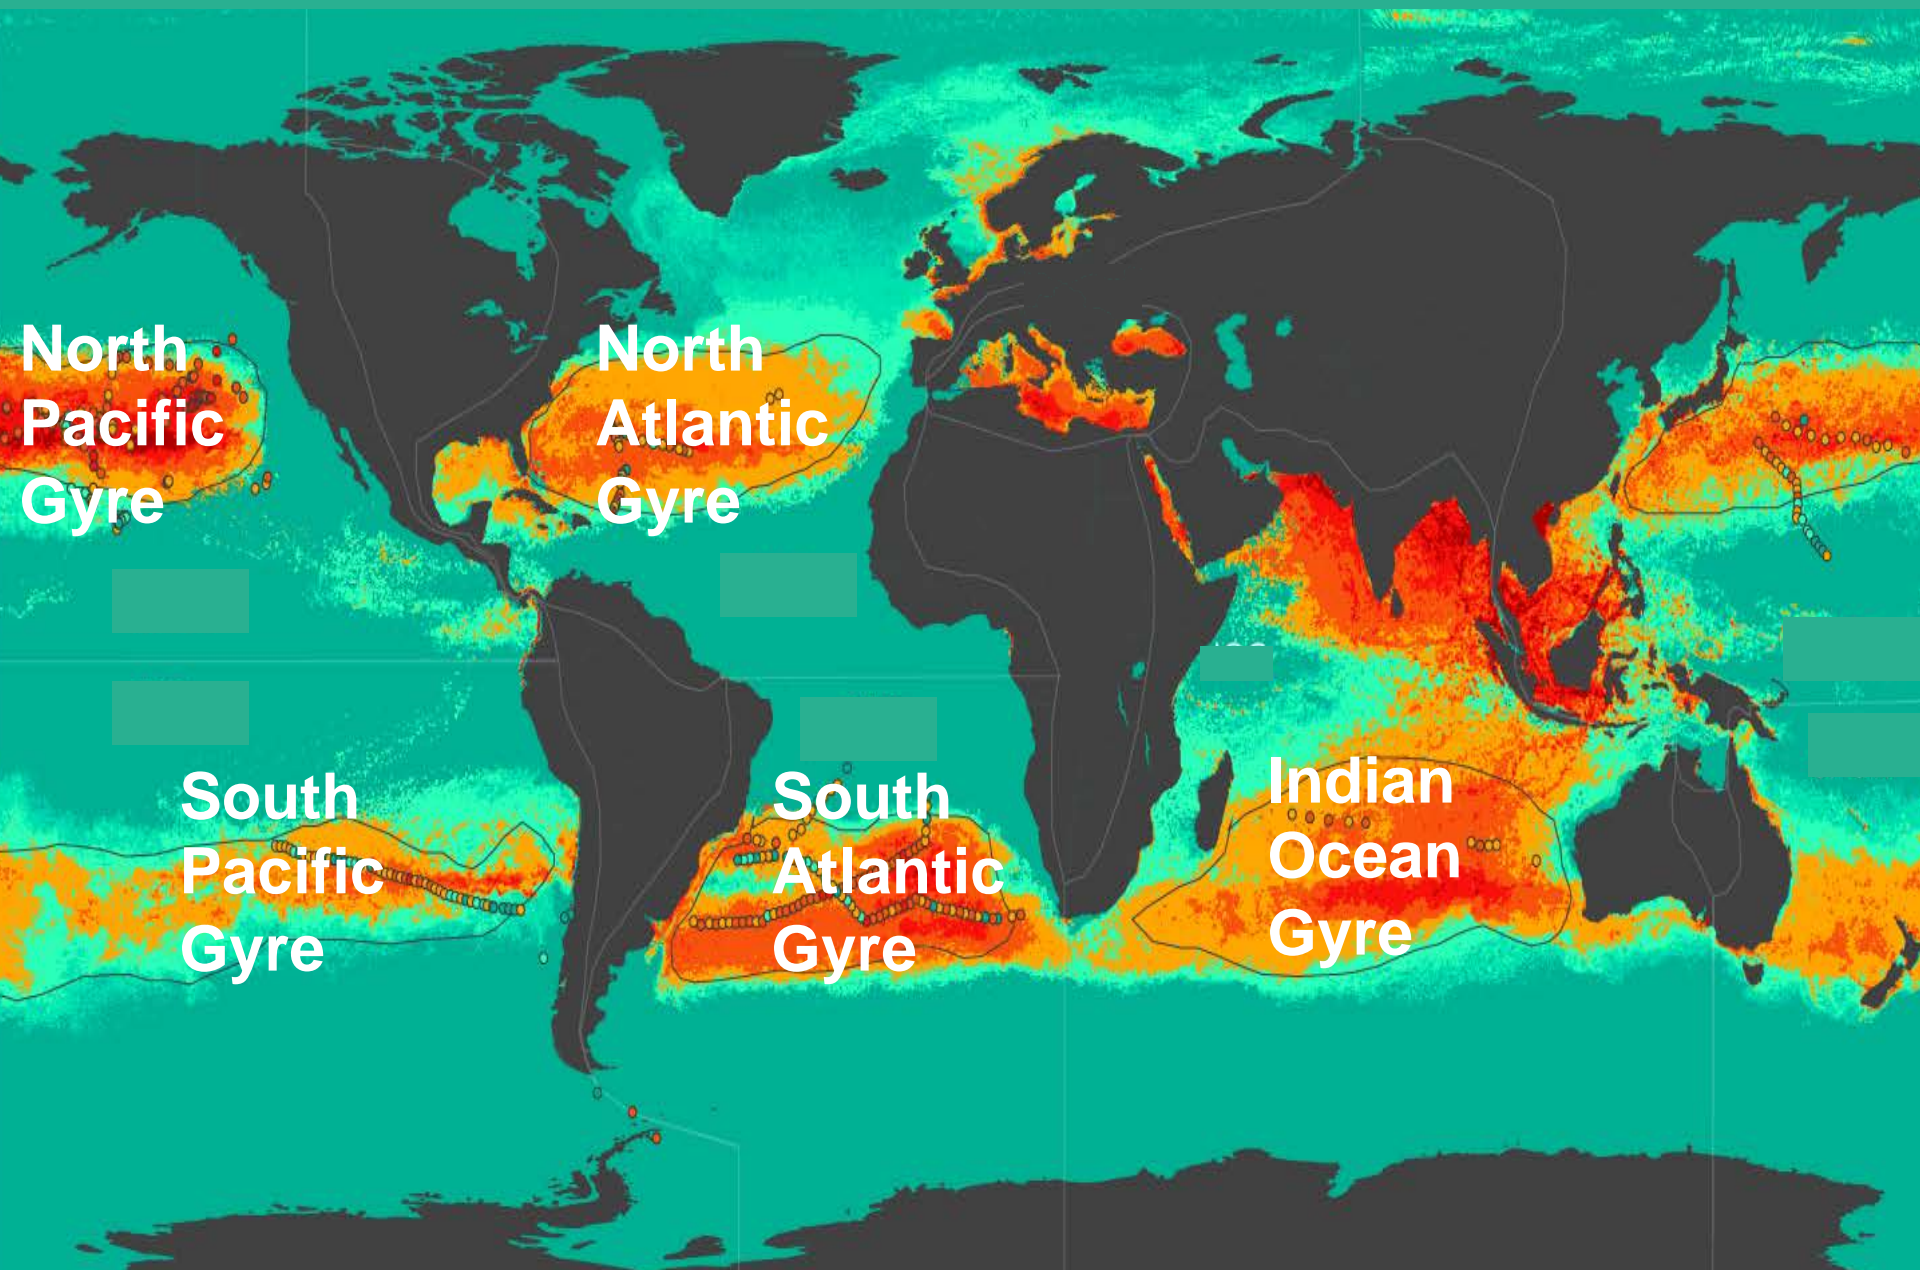 North
Pacific
Gyre
North
Atlantic
Gyre
South
Pacific
Gyre
South
Atlantic
Gyre
Indian
Ocean
Gyre